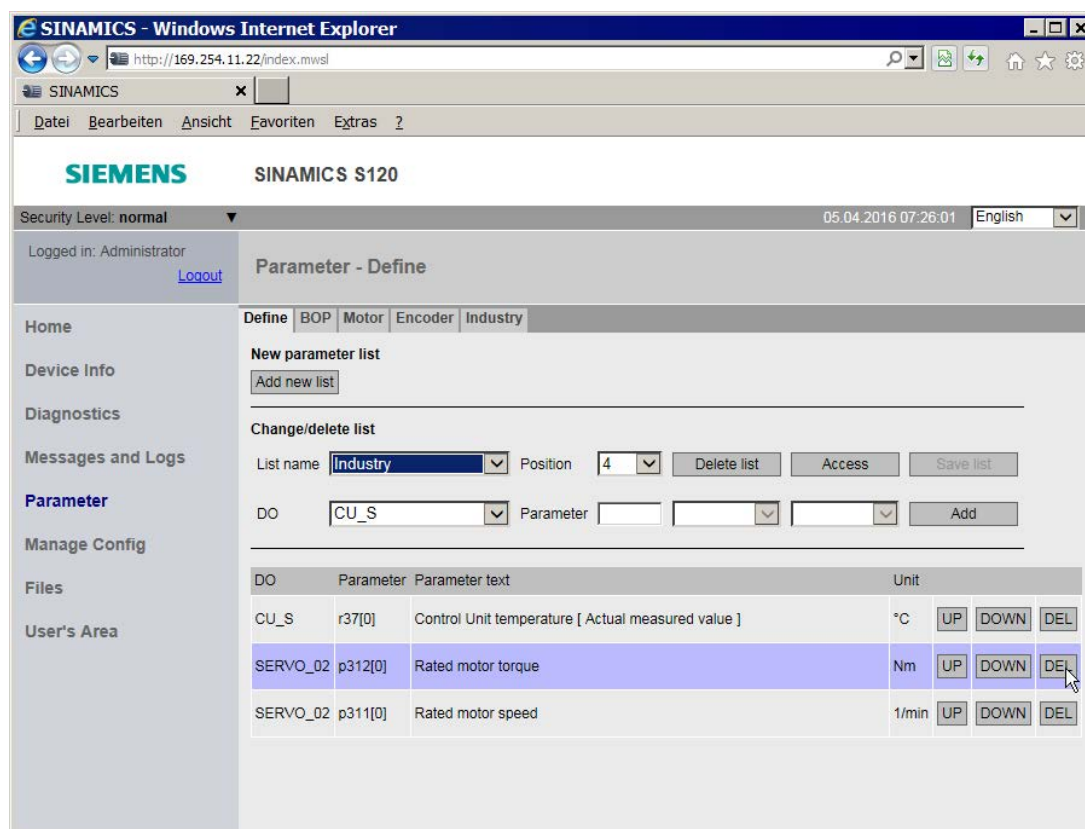 SINAMICS - Windows Internet Explorer
http://169.254.11.22/index.mwsl
SINAMICS
Datei Bearbeiten Ansicht Favoriten Extras ?
SIEMENS SINAMICS S120
Security Level: normal 05.04.2016 07:26:01 English
Logged in: Administrator
Logout
Parameter - Define
Home
Device Info
Diagnostics
Messages and Logs
Parameter
Manage Config
Files
User's Area
Define BOP Motor Encoder Industry
New parameter list
Add new list
Change/delete list
List name Industry Position 4 Delete list Access Save list
DO CU_S Parameter Add
DO Parameter Parameter text Unit
CU_S r37[0] Control Unit temperature [ Actual measured value ] °C UP DOWN DEL
SERVO_02 p312[0] Rated motor torque Nm UP DOWN DEL
SERVO_02 p311[0] Rated motor speed 1/min UP DOWN DEL